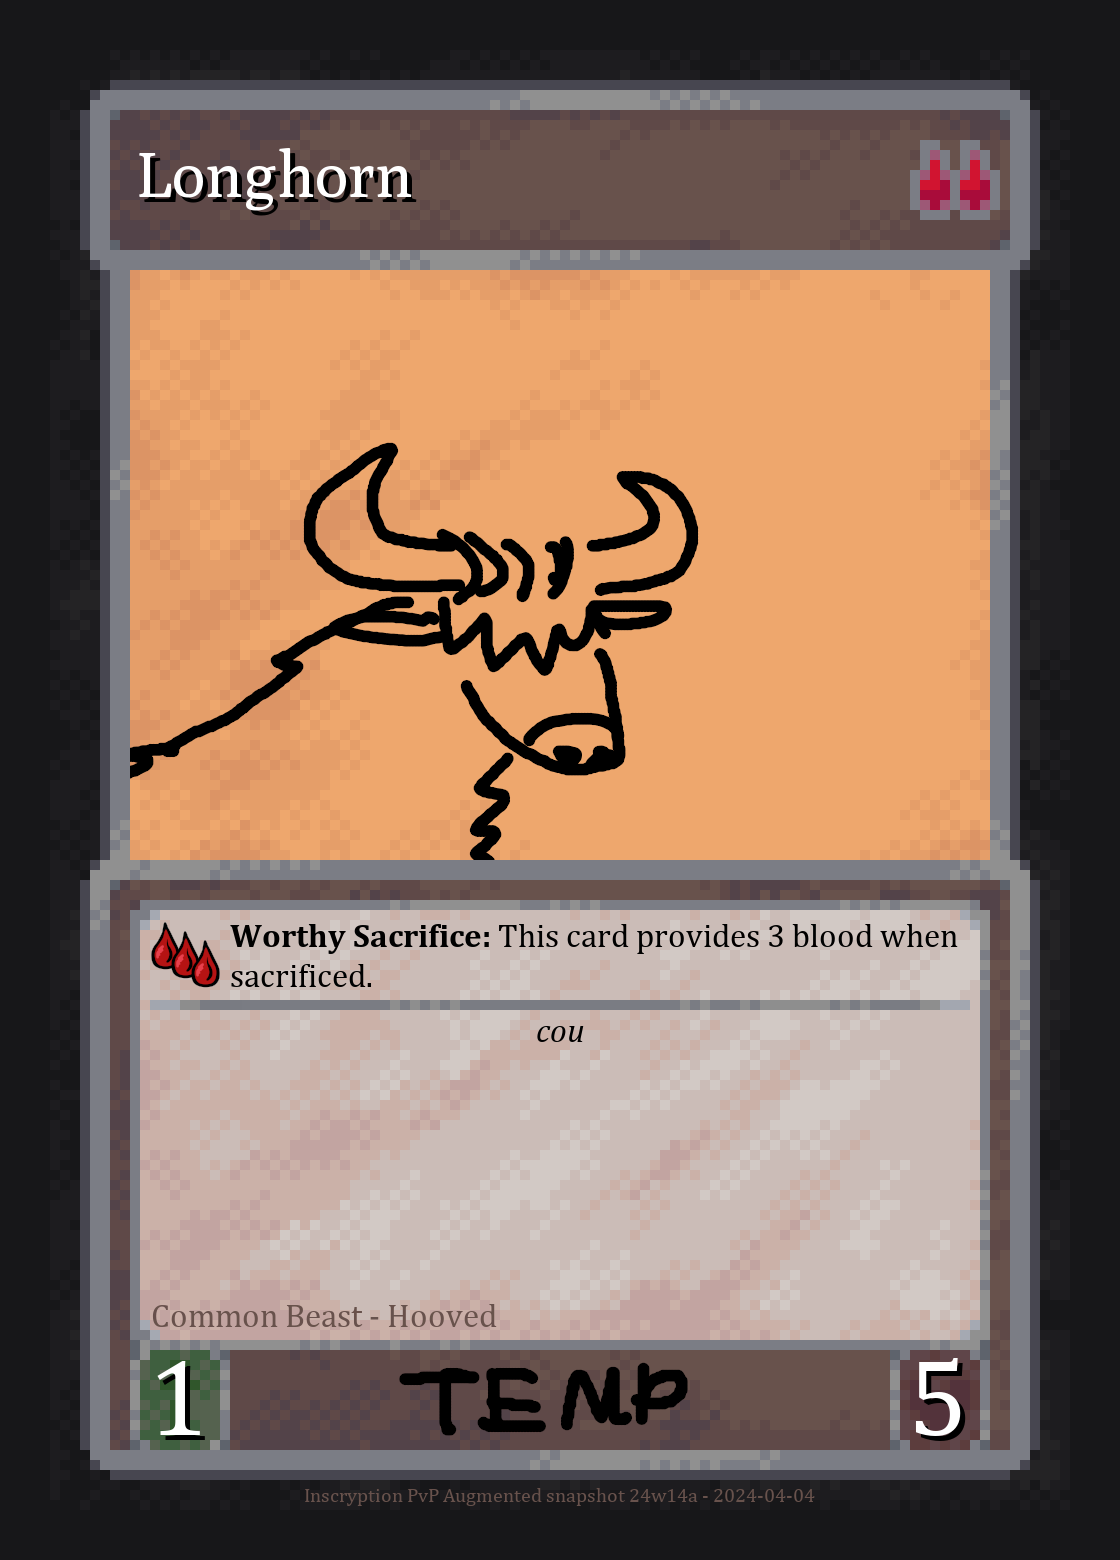 Longhorn
Worthy Sacrifice: This card provides 3 blood when
sacrificed.
cou
Common Beast - Hooved
1 TEMP 5
Inscryption PvP Augmented snapshot 24w14a - 2024-04-04